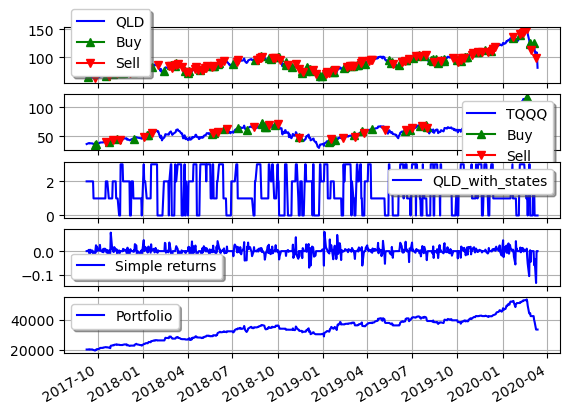 150
100
QLD
Buy
Sell
100
50
TQQQ
Buy
Sell
2
0
QLD_with_states
0.0
−0.1
Simple returns
40000
20000
Portfolio
2017-10 2018-01 2018-04 2018-07 2018-10 2019-01 2019-04 2019-07 2019-10 2020-01 2020-04